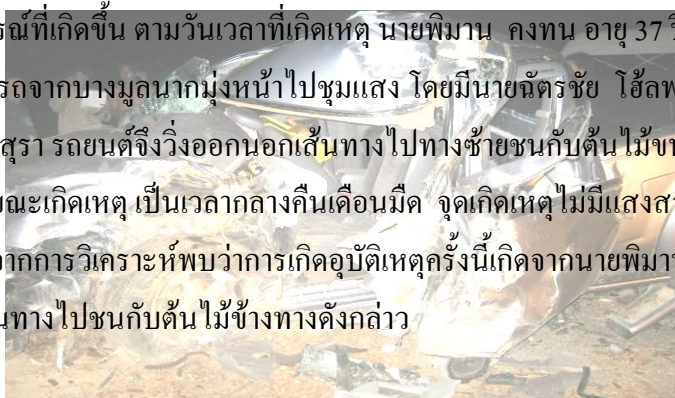 รณ์ที่เกิดขึ้น ตามวันเวลาที่เกิดเหตุ นายพิมาน คงทน อายุ 37
รถจากบางมูลนากมุ่งหน้าไปชุมแสง โดยมีนายฉัตรชัย โฮ้ลพ
สุรา รถยนต์จึงวิ่งออกนอกเส้นทางไปทางซ้ายชนกับต้นไม้ข
ขณะเกิดเหตุ เป็นเวลากลางคืนเดือนมืด จุดเกิดเหตุไม่มีแสงส
ากการวิเคราะห์พบว่าการเกิดอุบัติเหตุครั้งนี้เกิดจากนายพิมา
นทางไปชนกับต้นไม้ข้างทางดังกล่าว